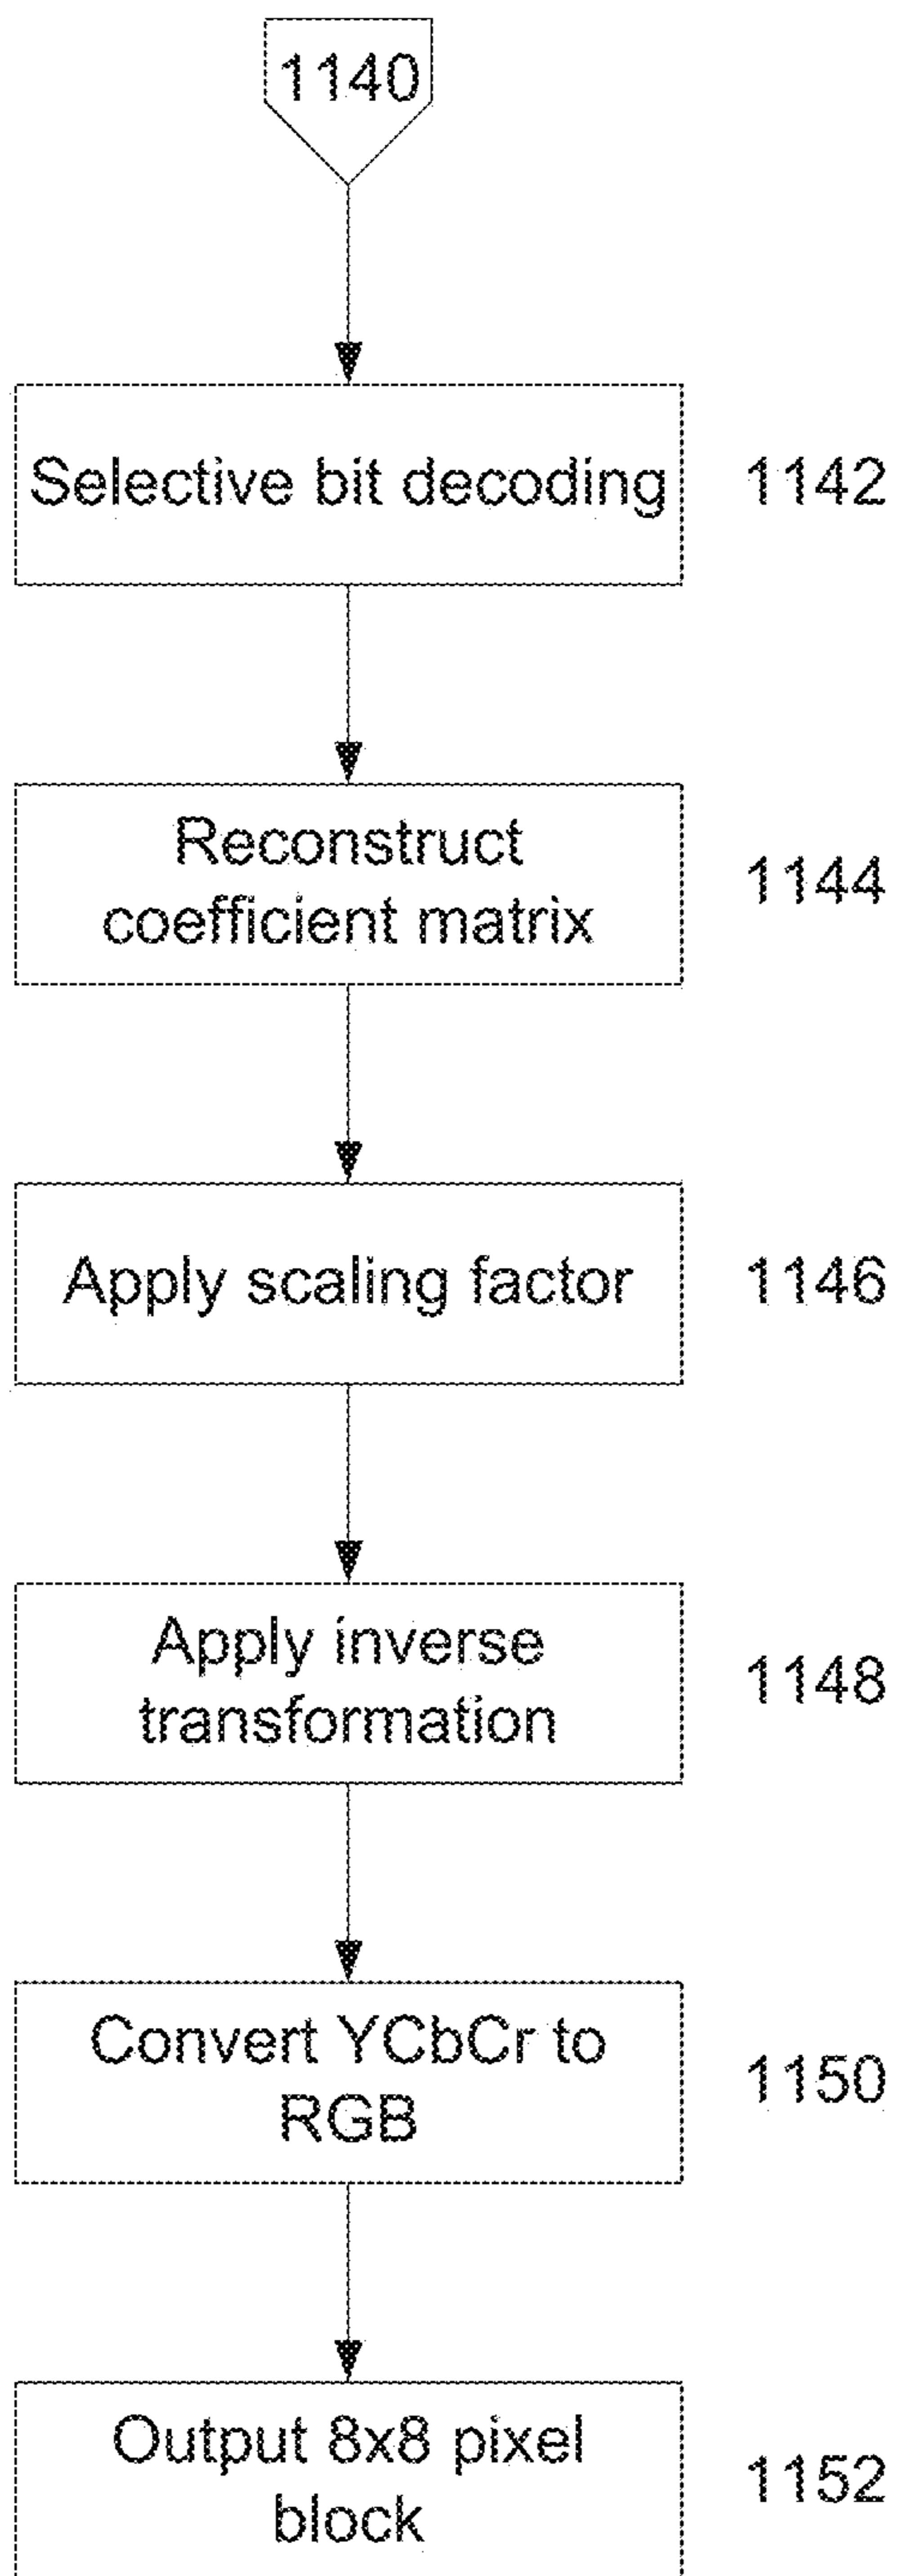 1140
Selective bit decoding
1142
Reconstruct
coefficient matrix
1144
Apply scaling factor
1146
Apply inverse
transformation
1148
Convert YCbCr to
RGB
1150
Output 8x8 pixel
block
1152